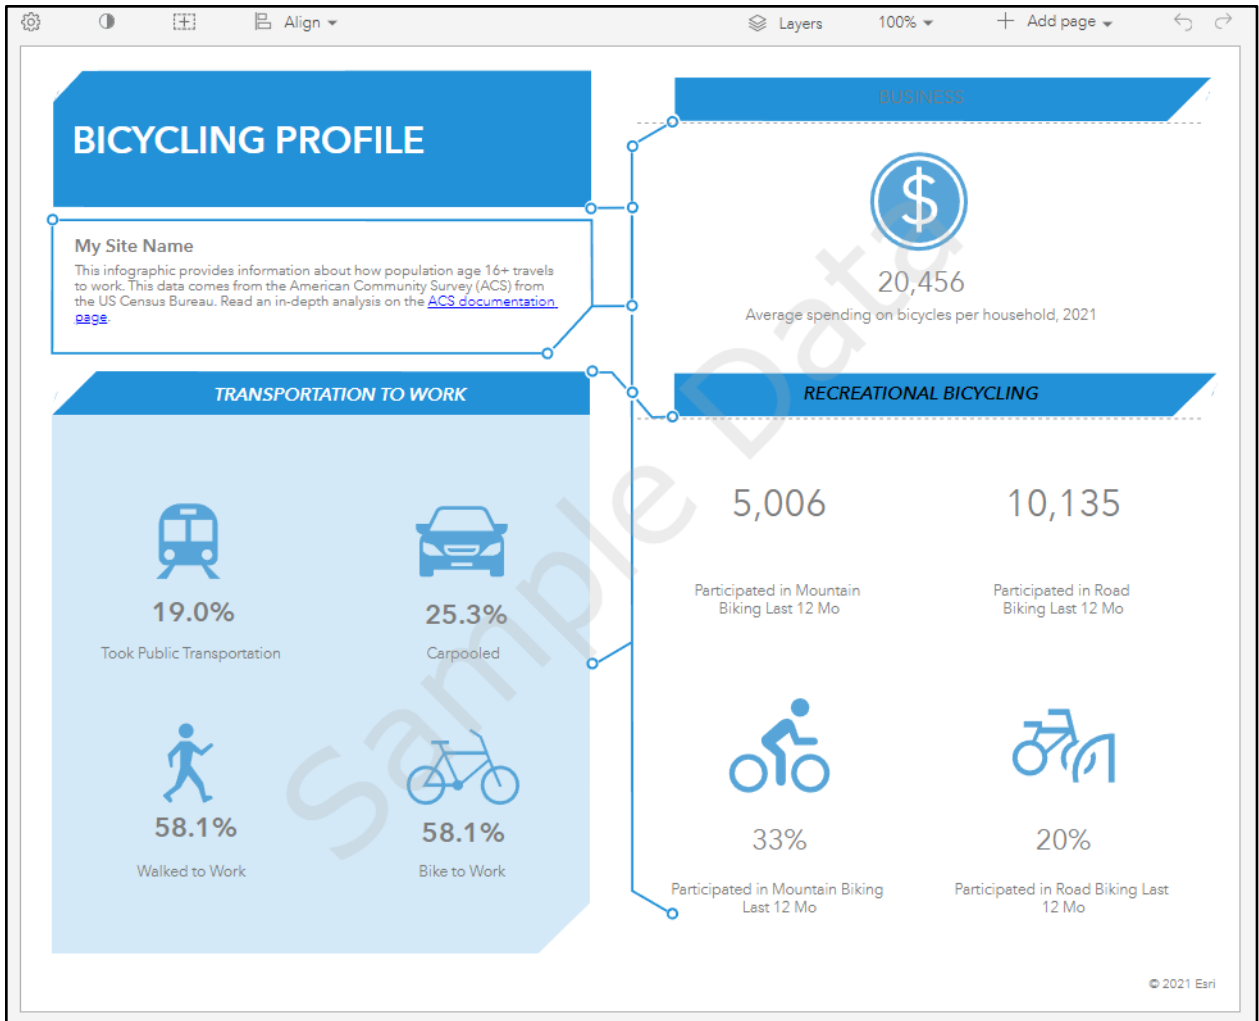 Align
Layers
100%
Add page
BICYCLING PROFILE
My Site Name
This infographic provides information about how population age 16+ travels
to work. This data comes from the American Community Survey (ACS) from
the US Census Bureau. Read an in-depth analysis on the ACS documentation
page.
TRANSPORTATION TO WORK
19.0%
Took Public Transportation
25.3%
Carpooled
58.1%
Walked to Work
58.1%
Bike to Work
BUSINESS
$
20,456
Average spending on bicycles per household, 2021
RECREATIONAL BICYCLING
5,006
Participated in Mountain
Biking Last 12 Mo
10,135
Participated in Road
Biking Last 12 Mo
33%
Participated in Mountain Biking
Last 12 Mo
20%
Participated in Road Biking Last
12 Mo
© 2021 Esri
Sample Data